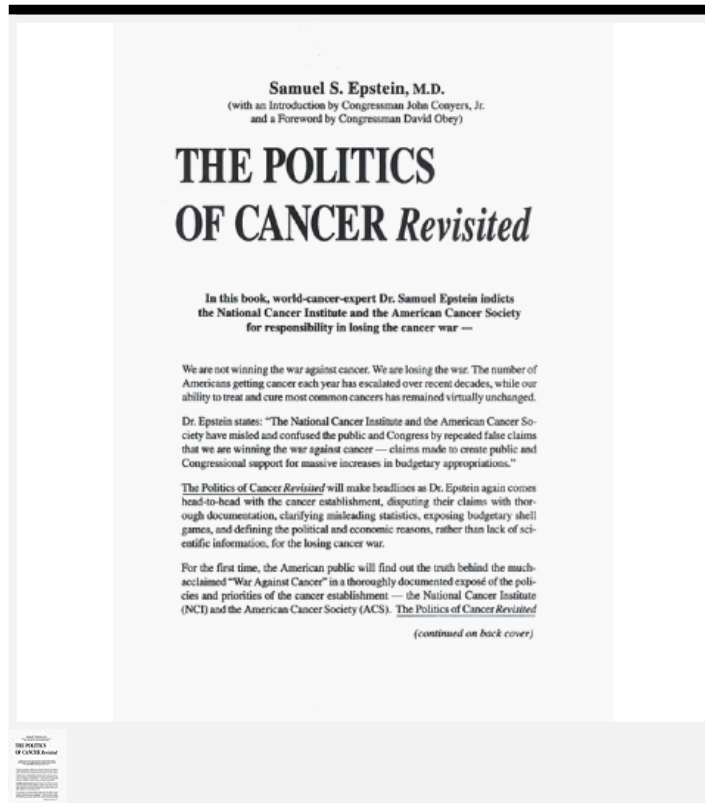 Samuel S. Epstein, M.D.
(with an Introduction by Congressman John Conyers, Jr.
and a Foreword by Congressman David Obey)
THE POLITICS
OF CANCER Revisited
In this book, world-cancer-expert Dr. Samuel Epstein indicts
the National Cancer Institute and the American Cancer Society
for responsibility in losing the cancer war —
We are not winning the war against cancer. We are losing the war. The number of
Americans getting cancer each year has escalated over recent decades, while our
ability to treat and cure most common cancers has remained virtually unchanged.
Dr. Epstein states: “The National Cancer Institute and the American Cancer So-
ciety have misled and confused the public and Congress by repeated false claims
that we are winning the war against cancer — claims made to create public and
Congressional support for massive increases in budgetary appropriations.”
The Politics of Cancer Revisited will make headlines as Dr. Epstein again comes
head-to-head with the cancer establishment, disputing their claims with thor-
ough documentation, clarifying misleading statistics, exposing budgetary shell
games, and defining the political and economic reasons, rather than lack of sci-
entific information, for the losing cancer war.
For the first time, the American public will find out the truth behind the much-
acclaimed “War Against Cancer” in a thoroughly documented exposé of the poli-
cies and priorities of the cancer establishment — the National Cancer Institute
(NCI) and the American Cancer Society (ACS). The Politics of Cancer Revisited
(continued on back cover)
THE POLITICS
OF CANCER Revisited